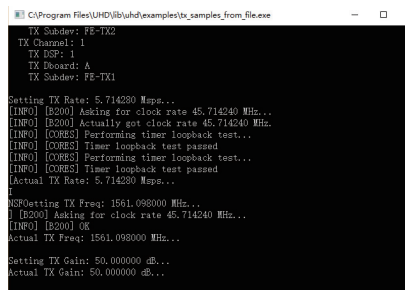 C:\Program Files\UHD\lib\uhd\examples\tx_samples_from_file.exe
TX Subdev: FE-TX2
TX Channel: 1
TX DSP: 1
TX Dboard: A
TX Subdev: FE-TX1
Setting TX Rate: 5.714280 Msps...
[INFO] [B200] Asking for clock rate 45.714240 MHz...
[INFO] [B200] Actually got clock rate 45.714240 MHz.
[INFO] [CORES] Performing timer loopback test...
[INFO] [CORES] Timer loopback test passed
[INFO] [CORES] Performing timer loopback test...
[INFO] [CORES] Timer loopback test passed
[Actual TX Rate: 5.714280 Msps...
I
NSFOetting TX Freq: 1561.098000 MHz...
] [B200] Asking for clock rate 45.714240 MHz...
[INFO] [B200] OK
Actual TX Freq: 1561.098000 MHz...
Setting TX Gain: 50.000000 dB...
Actual TX Gain: 50.000000 dB...